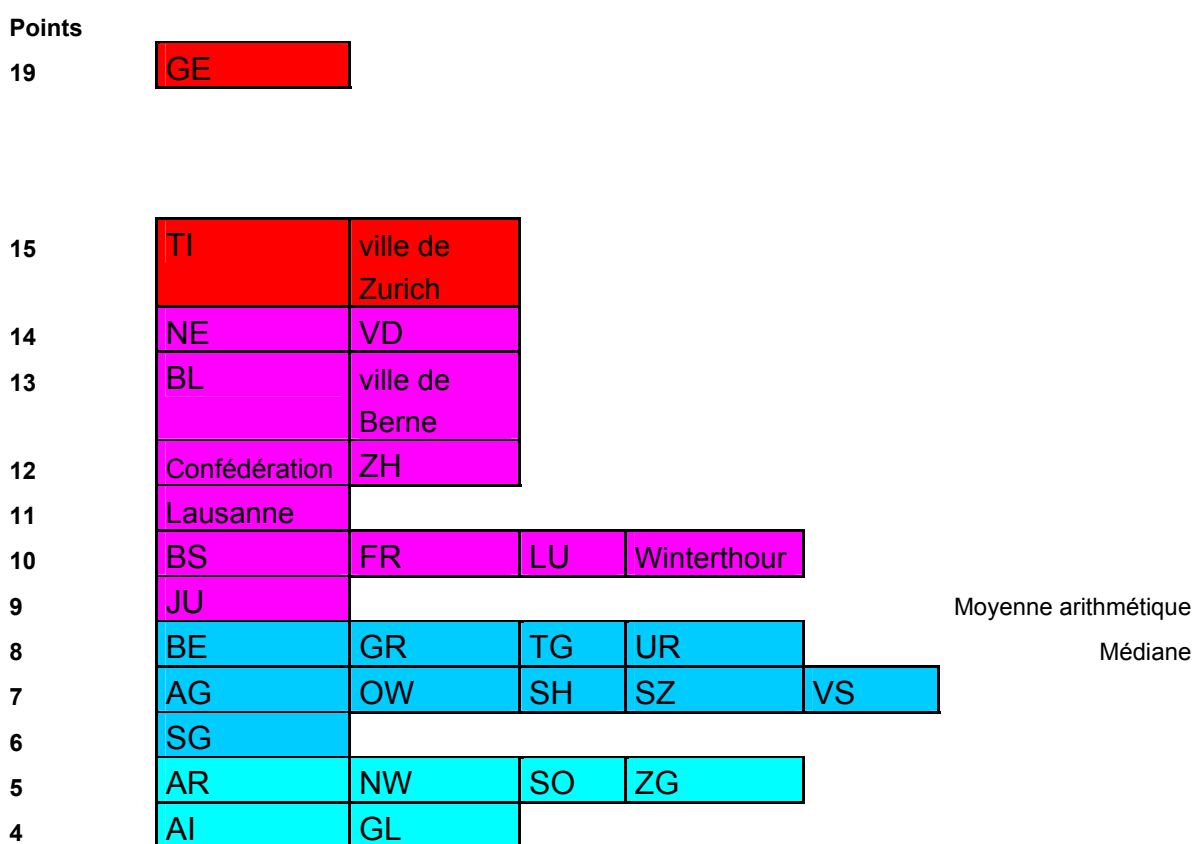 Points
19 GE
15 TI ville de Zurich
14 NE VD
13 BL ville de Berne
12 Confédération ZH
11 Lausanne
10 BS FR LU Winterthour
9 JU Moyenne arithmétique
8 BE GR TG UR Médiane
7 AG OW SH SZ VS
6 SG
5 AR NW SO ZG
4 AI GL